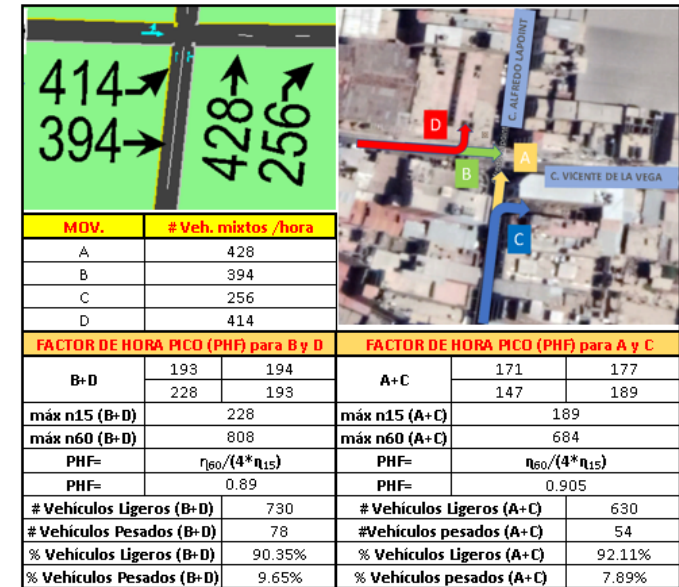 414
394
428
256
C. ALFREDO LAPOINT
D
A
B
C. VICENTE DE LA VEGA
C
MOV. # Veh. mixtos /hora
A 428
B 394
C 256
D 414
FACTOR DE HORA PICO (PHF) para B y D FACTOR DE HORA PICO (PHF) para A y C
B+D 193 194 A+C 171 177
228 193 147 189
máx n15 (B+D) 228 máx n15 (A+C) 189
máx n60 (B+D) 808 máx n60 (A+C) 684
PHF= η60/(4*η15) PHF= η60/(4*η15)
PHF= 0.89 PHF= 0.905
# Vehículos Ligeros (B+D) 730 # Vehículos Ligeros (A+C) 630
# Vehículos Pesados (B+D) 78 #Vehículos pesados (A+C) 54
% Vehículos Ligeros (B+D) 90.35% % Vehículos Ligeros (A+C) 92.11%
% Vehículos Pesados (B+D) 9.65% % Vehículos pesados (A+C) 7.89%